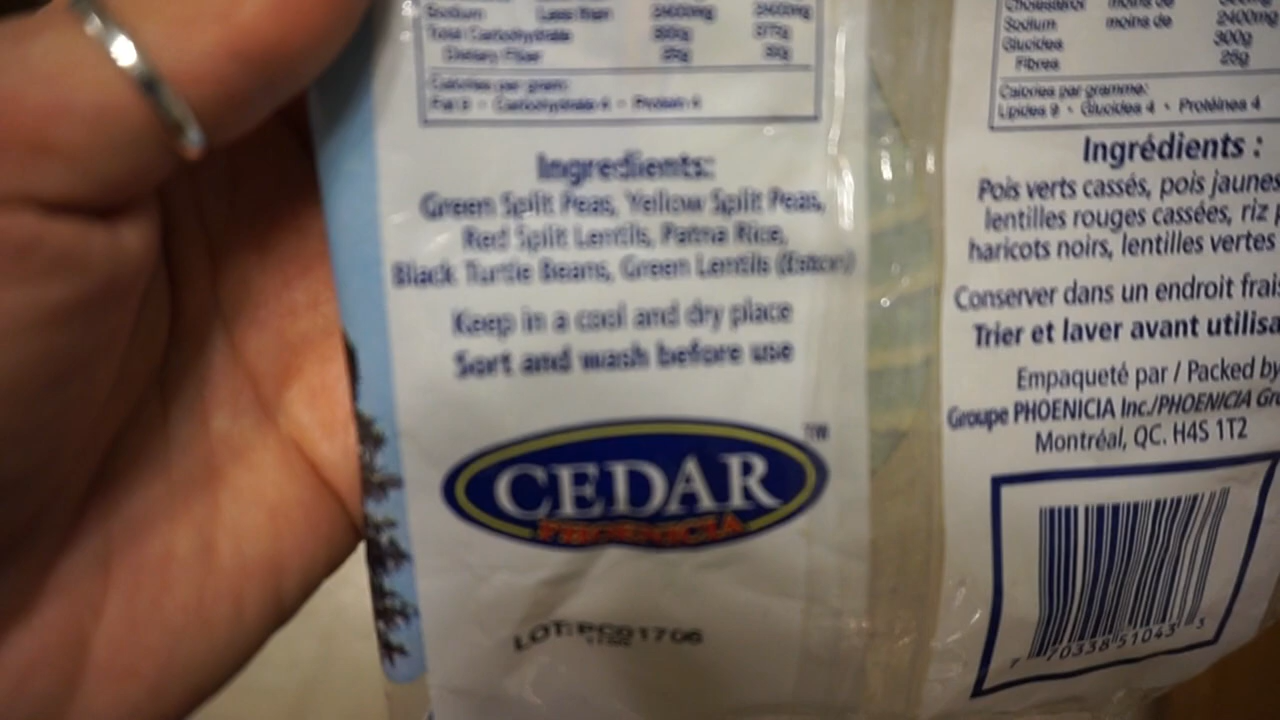 Sodium Less than 2400mg 2400mg
Total Carbohydrate 300g 375g
Dietary Fiber 25g 30g
Calories per gram:
Fat 9 • Carbohydrate 4 • Protein 4
Ingredients:
Green Split Peas, Yellow Split Peas,
Red Split Lentils, Patna Rice,
Black Turtle Beans, Green Lentils (Eston)
Keep in a cool and dry place
Sort and wash before use
CEDAR TM
PHOENICIA
Cholestérol moins de
Sodium moins de 2400mg
Glucides 300g
Fibres 25g
Calories par gramme:
Lipides 9 • Glucides 4 • Protéines 4
Ingrédients :
Pois verts cassés, pois jaunes
lentilles rouges cassées, riz
haricots noirs, lentilles vertes
Conserver dans un endroit frais
Trier et laver avant utilisa
Empaqueté par / Packed by
Groupe PHOENICIA Inc./PHOENICIA Gr
Montréal, QC. H4S 1T2
7 70338 51043 3